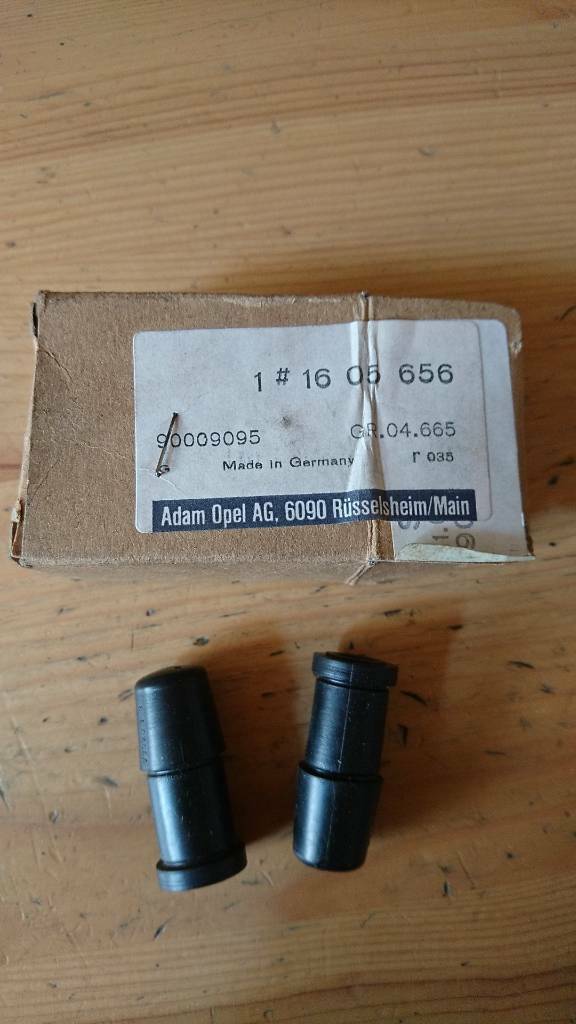 1 # 16 05 656
90009095 GR.04.665
G Made in Germany r 035
Adam Opel AG, 6090 Rüsselsheim/Main